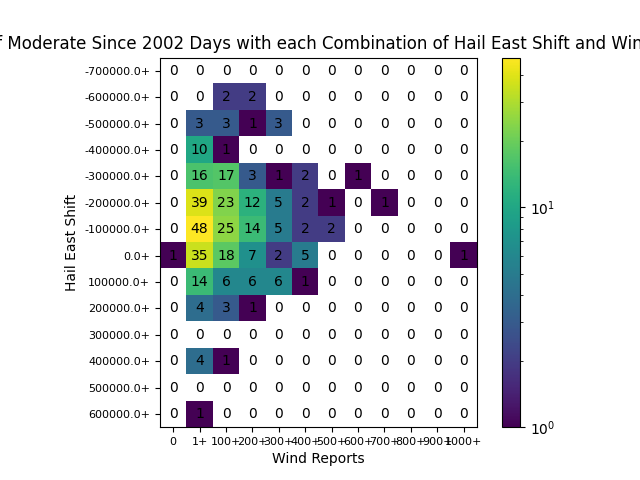 f Moderate Since 2002 Days with each Combination of Hail East Shift and Win
-700000.0+ 0 0 0 0 0 0 0 0 0 0 0 0
-600000.0+ 0 0 2 2 0 0 0 0 0 0 0 0
-500000.0+ 0 3 3 1 3 0 0 0 0 0 0 0
-400000.0+ 0 10 1 0 0 0 0 0 0 0 0 0
-300000.0+ 0 16 17 3 1 2 0 1 0 0 0 0
-200000.0+ 0 39 23 12 5 2 1 0 1 0 0 0
-100000.0+ 0 48 25 14 5 2 2 0 0 0 0 0
0.0+ 1 35 18 7 2 5 0 0 0 0 0 1
100000.0+ 0 14 6 6 6 1 0 0 0 0 0 0
200000.0+ 0 4 3 1 0 0 0 0 0 0 0 0
300000.0+ 0 0 0 0 0 0 0 0 0 0 0 0
400000.0+ 0 4 1 0 0 0 0 0 0 0 0 0
500000.0+ 0 0 0 0 0 0 0 0 0 0 0 0
600000.0+ 0 1 0 0 0 0 0 0 0 0 0 0
0 1+ 100+ 200+ 300+ 400+ 500+ 600+ 700+ 800+ 900+ 1000+
Wind Reports
Hail East Shift
10^1
10^0